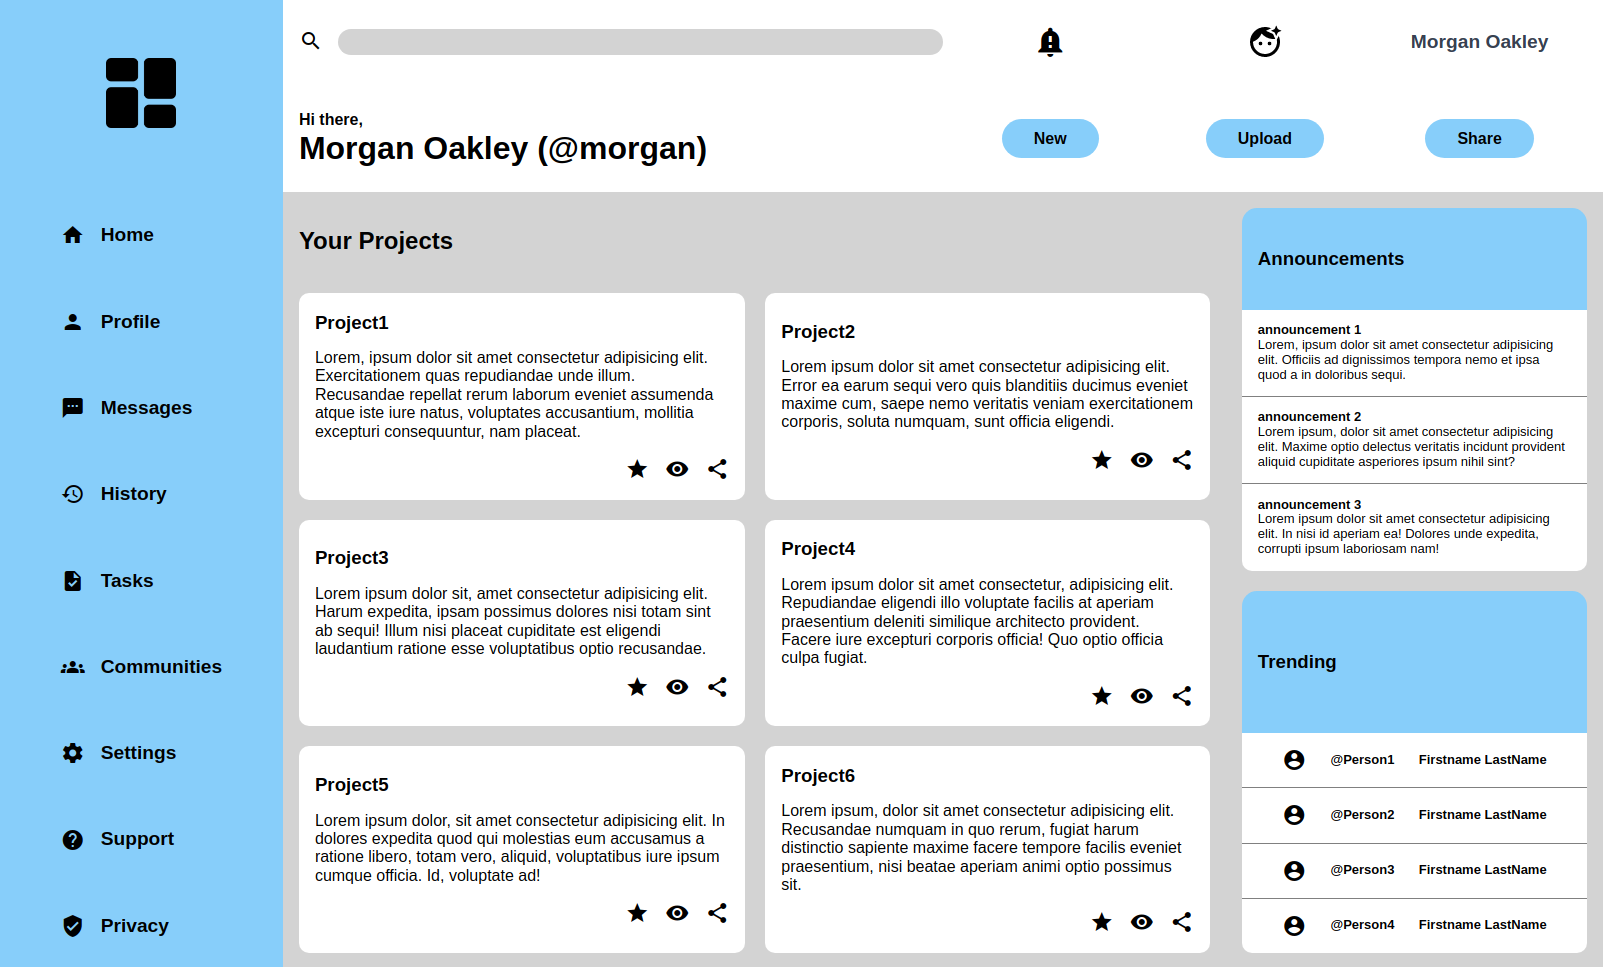 Morgan Oakley
Hi there,
Morgan Oakley (@morgan)
New
Upload
Share
Home
Profile
Messages
History
Tasks
Communities
Settings
Support
Privacy
Your Projects
Project1
Lorem, ipsum dolor sit amet consectetur adipisicing elit.
Exercitationem quas repudiandae unde illum.
Recusandae repellat rerum laborum eveniet assumenda
atque iste iure natus, voluptates accusantium, mollitia
excepturi consequuntur, nam placeat.
Project2
Lorem ipsum dolor sit amet consectetur adipisicing elit.
Error ea earum sequi vero quis blanditiis ducimus eveniet
maxime cum, saepe nemo veritatis veniam exercitationem
corporis, soluta numquam, sunt officia eligendi.
Project3
Lorem ipsum dolor sit, amet consectetur adipisicing elit.
Harum expedita, ipsam possimus dolores nisi totam sint
ab sequi! Illum nisi placeat cupiditate est eligendi
laudantium ratione esse voluptatibus optio recusandae.
Project4
Lorem ipsum dolor sit amet consectetur, adipisicing elit.
Repudiandae eligendi illo voluptate facilis at aperiam
praesentium deleniti similique architecto provident.
Facere iure excepturi corporis officia! Quo optio officia
culpa fugiat.
Project5
Lorem ipsum dolor, sit amet consectetur adipisicing elit. In
dolores expedita quod qui molestias eum accusamus a
ratione libero, totam vero, aliquid, voluptatibus iure ipsum
cumque officia. Id, voluptate ad!
Project6
Lorem ipsum, dolor sit amet consectetur adipisicing elit.
Recusandae numquam in quo rerum, fugiat harum
distinctio sapiente maxime facere tempore facilis eveniet
praesentium, nisi beatae aperiam animi optio possimus
sit.
Announcements
announcement 1
Lorem, ipsum dolor sit amet consectetur adipisicing
elit. Officiis ad dignissimos tempora nemo et ipsa
quod a in doloribus sequi.
announcement 2
Lorem ipsum, dolor sit amet consectetur adipisicing
elit. Maxime optio delectus veritatis incidunt provident
aliquid cupiditate asperiores ipsum nihil sint?
announcement 3
Lorem ipsum dolor sit amet consectetur adipisicing
elit. In nisi id aperiam ea! Dolores unde expedita,
corrupti ipsum laboriosam nam!
Trending
@Person1 Firstname LastName
@Person2 Firstname LastName
@Person3 Firstname LastName
@Person4 Firstname LastName